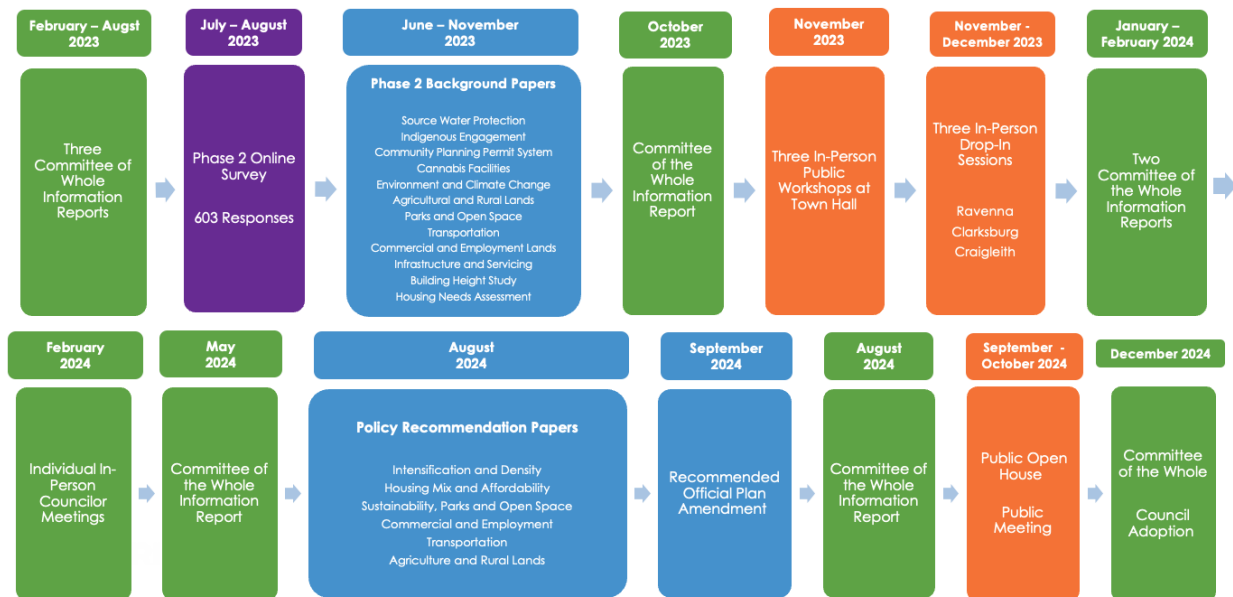 February – Augst
2023
Three
Committee of
Whole
Information
Reports
July – August
2023
Phase 2 Online
Survey
603 Responses
June – November
2023
Phase 2 Background Papers
Source Water Protection
Indigenous Engagement
Community Planning Permit System
Cannabis Facilities
Environment and Climate Change
Agricultural and Rural Lands
Parks and Open Space
Transportation
Commercial and Employment Lands
Infrastructure and Servicing
Building Height Study
Housing Needs Assessment
October
2023
Committee
of the
Whole
Information
Report
November
2023
Three In-Person
Public
Workshops at
Town Hall
November -
December 2023
Three In-Person
Drop-In
Sessions
Ravenna
Clarksburg
Craigleith
January –
February 2024
Two
Committee of
the Whole
Information
Reports
February
2024
Individual In-
Person
Councilor
Meetings
May
2024
Committee of
the Whole
Information
Report
August
2024
Policy Recommendation Papers
Intensification and Density
Housing Mix and Affordability
Sustainability, Parks and Open Space
Commercial and Employment
Transportation
Agriculture and Rural Lands
September
2024
Recommended
Official Plan
Amendment
August
2024
Committee of
the Whole
Information
Report
September -
October 2024
Public Open
House
Public
Meeting
December 2024
Committee
of the Whole
Council
Adoption